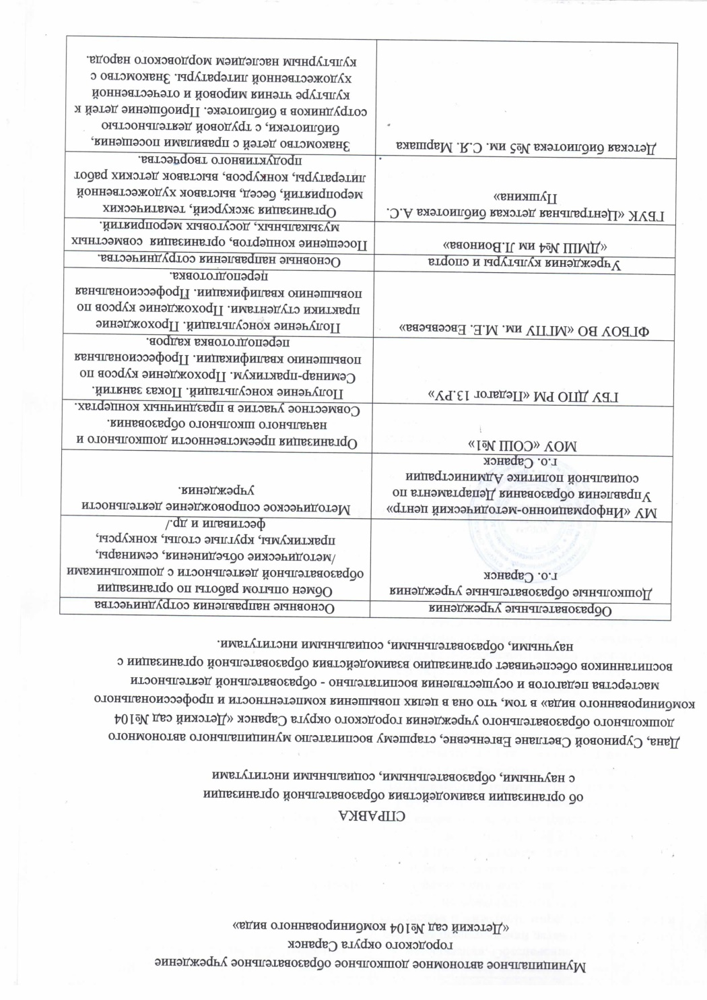 Муниципальное автономное дошкольное образовательное учреждение
городского округа Саранск
«Детский сад №104 комбинированного вида»
СПРАВКА
об организации взаимодействия образовательной организации
с научными, образовательными, социальными институтами
Дана, Суриновой Светлане Евгеньевне, старшему воспитателю муниципального автономного
дошкольного образовательного учреждения городского округа Саранск «Детский сад №104
комбинированного вида» в том, что она в целях повышения компетентности и профессионального
мастерства педагогов и осуществления воспитательно - образовательной деятельности
воспитанников обеспечивает организацию взаимодействия образовательной организации с
научными, образовательными, социальными институтами.
Образовательные учреждения
Основные направления сотрудничества
Дошкольные образовательные учреждения
г.о. Саранск
Обмен опытом работы по организации
образовательной деятельности с дошкольниками
/методические объединения, семинары,
практикумы, круглые столы, конкурсы,
фестивали и др./
МУ «Информационно-методический центр»
Управления образования Департамента по
социальной политике Администрации
г.о. Саранск
Методическое сопровождение деятельности
учреждения.
МОУ «СОШ №1»
Организация преемственности дошкольного и
начального школьного образования.
Совместное участие в праздничных концертах.
ГБУ ДПО РМ «Педагог 13.РУ»
Получение консультаций. Показ занятий.
Семинар-практикум. Прохождение курсов по
повышению квалификации. Профессиональная
переподготовка кадров.
ФГБОУ ВО «МГПУ им. М.Е. Евсевьева»
Получение консультаций. Прохождение
практики студентами. Прохождение курсов по
повышению квалификации. Профессиональная
переподготовка.
Учреждения культуры и спорта
Основные направления сотрудничества.
«ДМШ №4 им Л.Воинова»
Посещение концертов, организация совместных
музыкальных, досуговых мероприятий.
ГБУК «Центральная детская библиотека А.С.
Пушкина»
Организация экскурсий, тематических
мероприятий, бесед, выставок художественной
литературы, конкурсов, выставок детских работ
продуктивного творчества.
Детская библиотека №5 им. С.Я. Маршака
Знакомство детей с правилами посещения,
библиотеки, с трудовой деятельностью
сотрудников в библиотеке. Приобщение детей к
культуре чтения мировой и отечественной
художественной литературы. Знакомство с
культурным наследием мордовского народа.